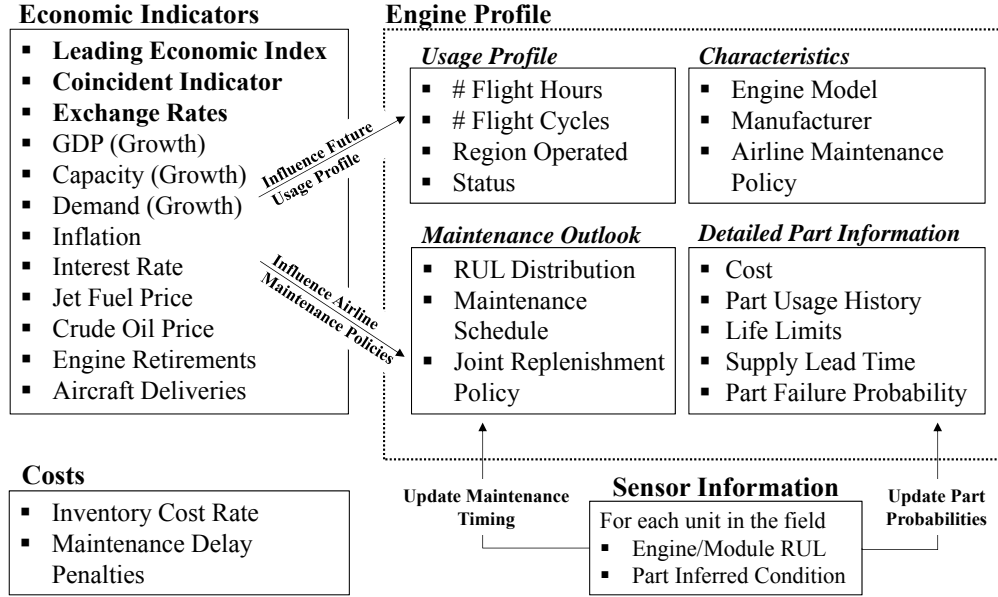 Economic Indicators
▪ Leading Economic Index
▪ Coincident Indicator
▪ Exchange Rates
▪ GDP (Growth)
▪ Capacity (Growth)
▪ Demand (Growth)
▪ Inflation
▪ Interest Rate
▪ Jet Fuel Price
▪ Crude Oil Price
▪ Engine Retirements
▪ Aircraft Deliveries
Influence Future
Usage Profile
Influence Airline
Maintenance Policies
Engine Profile
Usage Profile
▪ # Flight Hours
▪ # Flight Cycles
▪ Region Operated
▪ Status
Characteristics
▪ Engine Model
▪ Manufacturer
▪ Airline Maintenance
Policy
Maintenance Outlook
▪ RUL Distribution
▪ Maintenance
Schedule
▪ Joint Replenishment
Policy
Detailed Part Information
▪ Cost
▪ Part Usage History
▪ Life Limits
▪ Supply Lead Time
▪ Part Failure Probability
Costs
▪ Inventory Cost Rate
▪ Maintenance Delay
Penalties
Update Maintenance
Timing
Sensor Information
For each unit in the field
▪ Engine/Module RUL
▪ Part Inferred Condition
Update Part
Probabilities